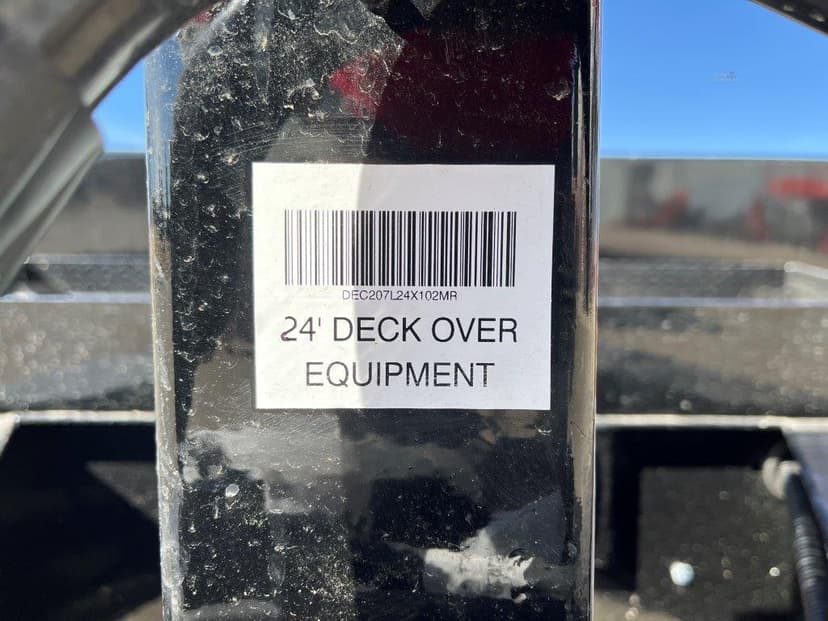 DEC207L24X102MR
24' DECK OVER
EQUIPMENT